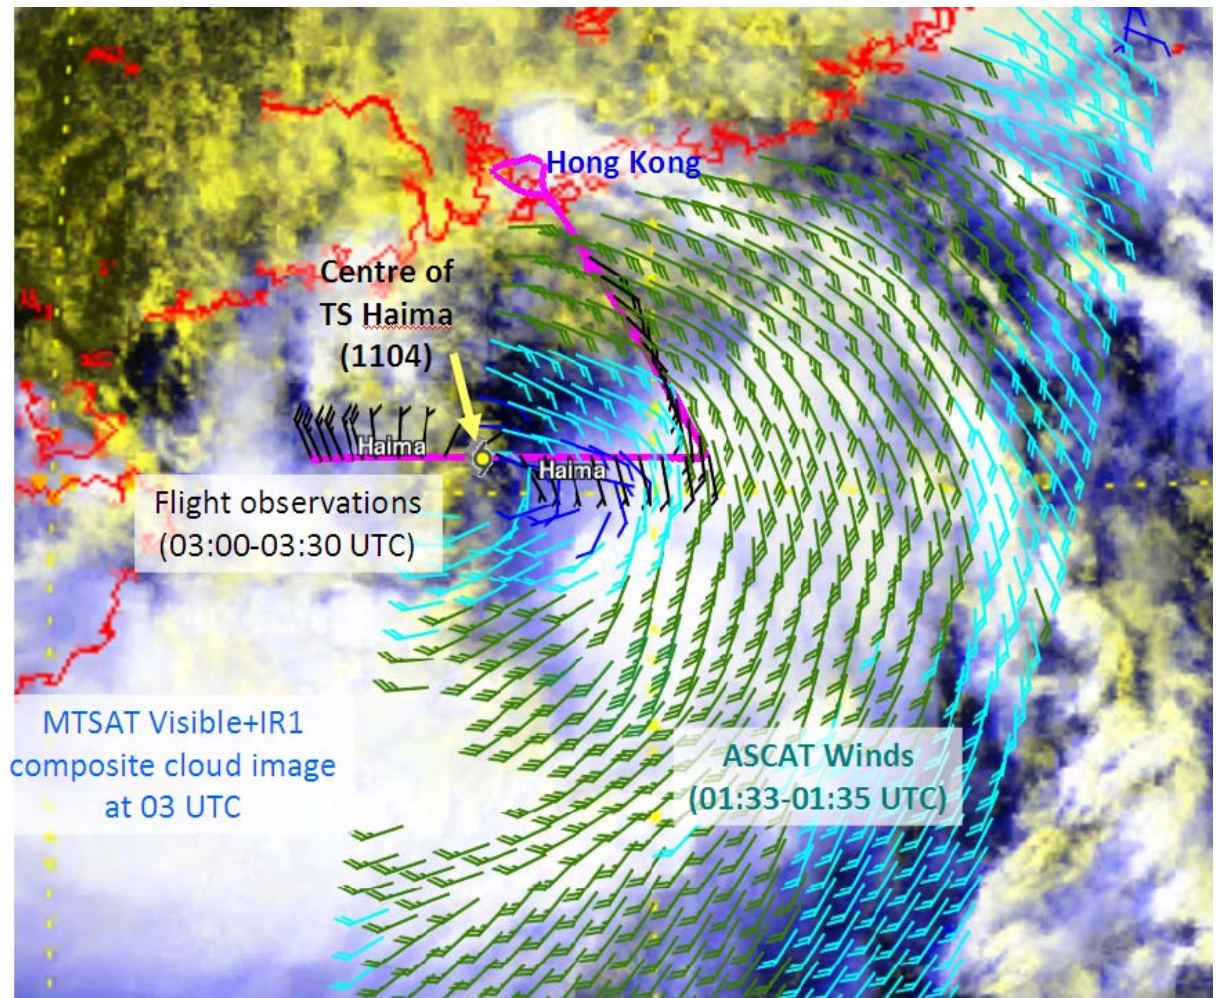 Hong Kong
Centre of
TS Haima
(1104)
Haima
Haima
Flight observations
(03:00-03:30 UTC)
MTSAT Visible+IR1
composite cloud image
at 03 UTC
ASCAT Winds
(01:33-01:35 UTC)